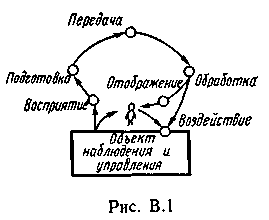 Передача
Подготовка
Отображение
Обработка
Восприятие
Воздействие
Объект
наблюдения и
управления
Рис. В.1